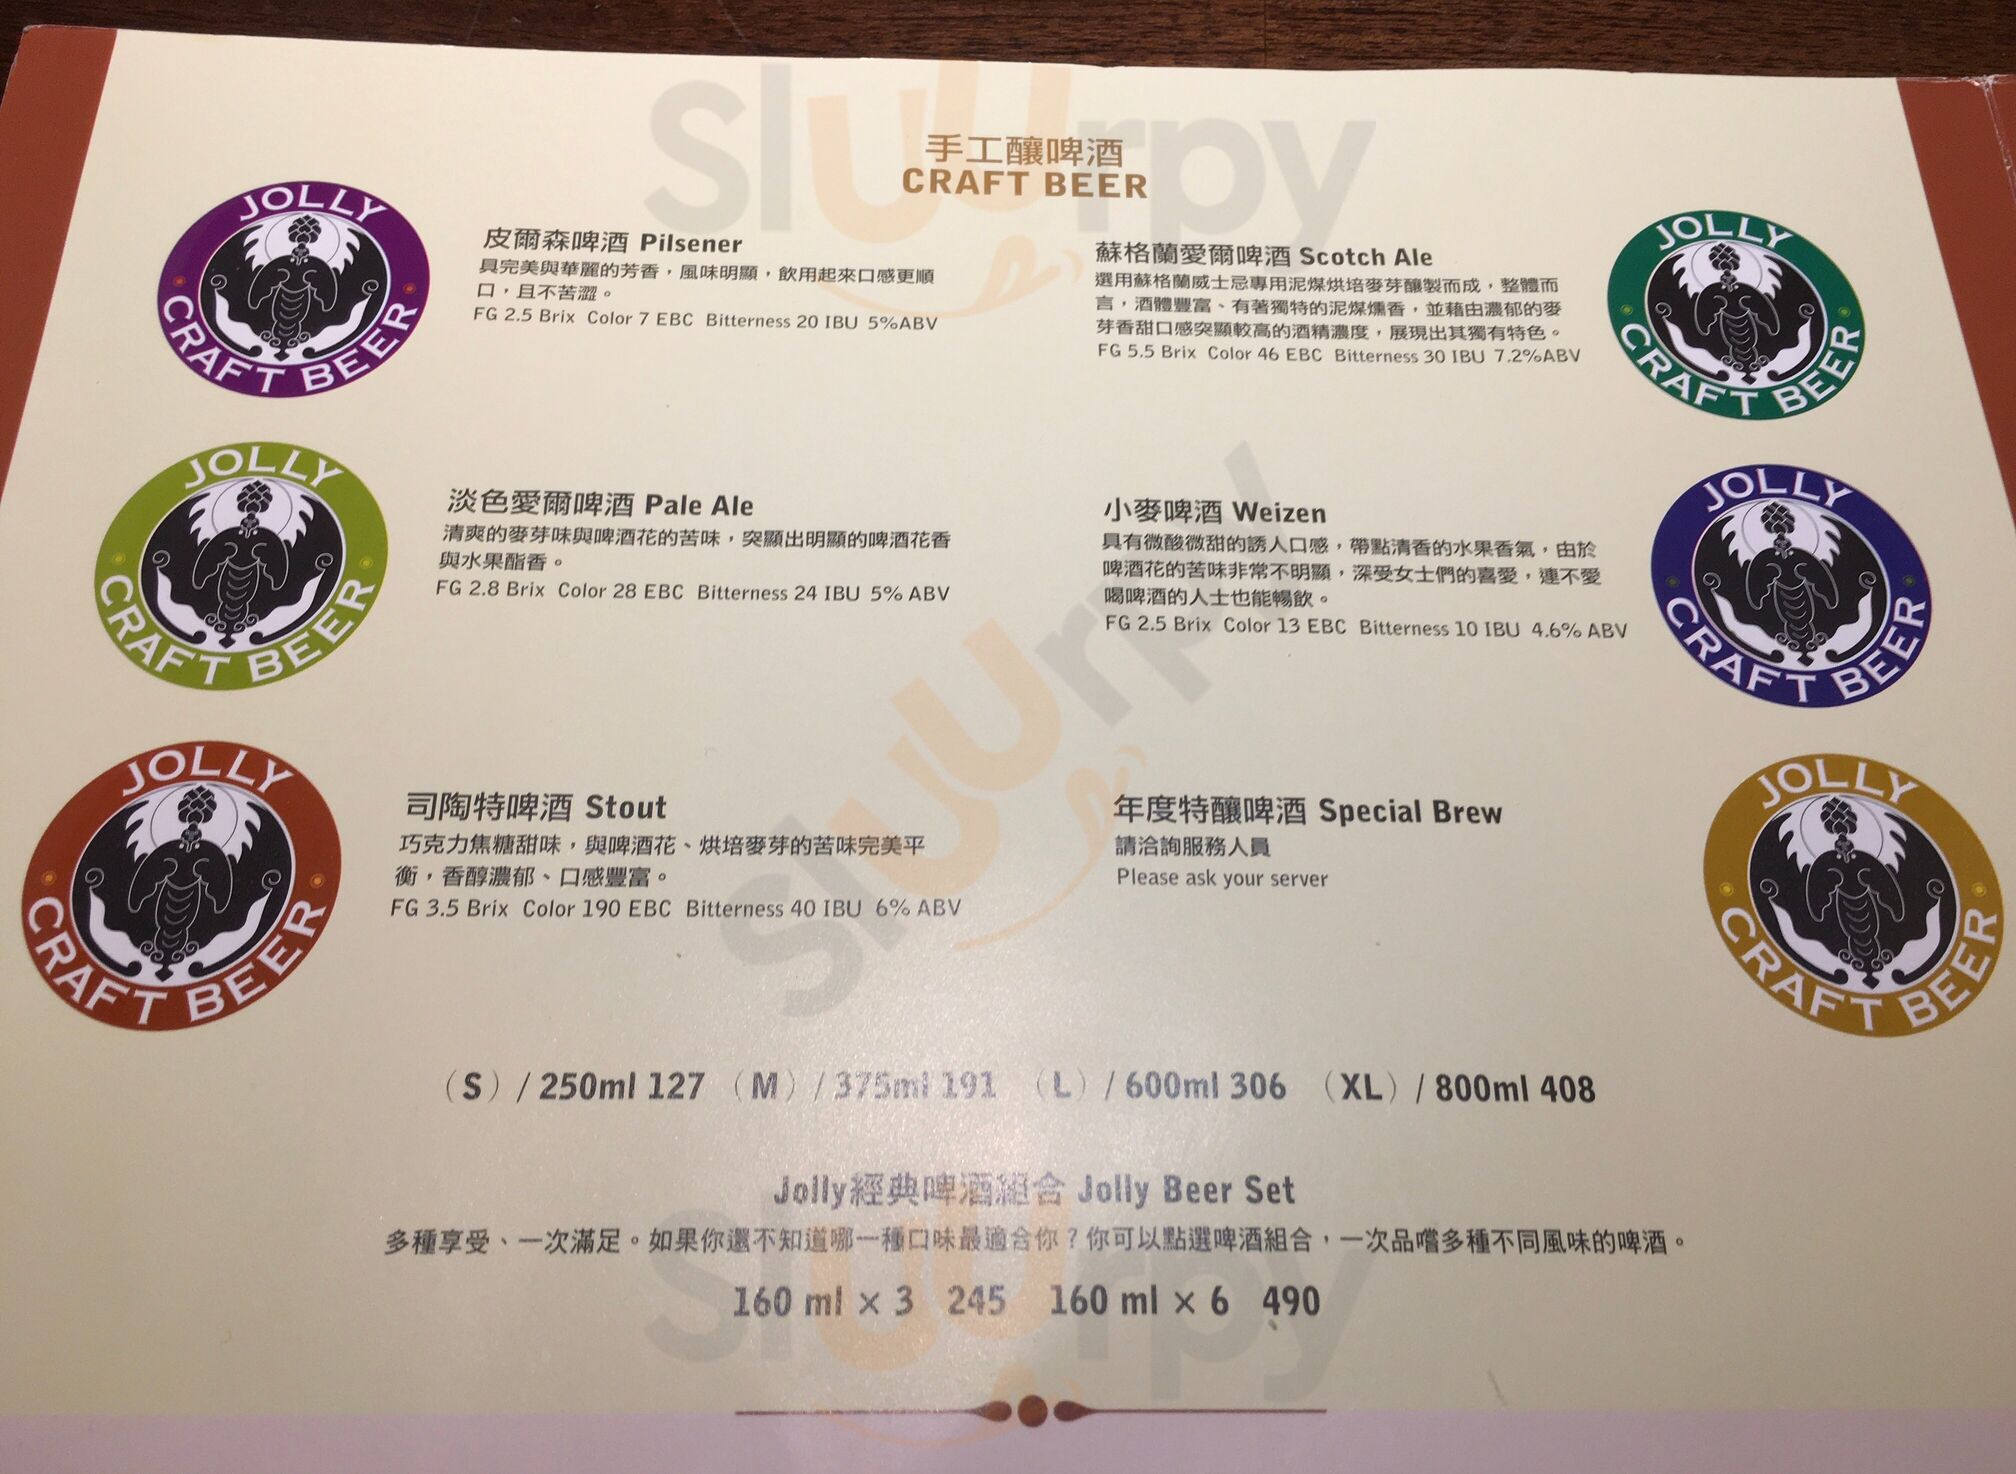 手工釀啤酒
CRAFT BEER
JOLLY
CRAFT BEER
皮爾森啤酒 Pilsener
具完美與華麗的芳香，風味明顯，飲用起來口感更順
口，且不苦澀。
FG 2.5 Brix Color 7 EBC Bitterness 20 IBU 5%ABV
蘇格蘭愛爾啤酒 Scotch Ale
選用蘇格蘭威士忌專用泥煤烘培麥芽釀製而成，整體而
言，酒體豐富、有著獨特的泥煤燻香，並藉由濃郁的麥
芽香甜口感突顯較高的酒精濃度，展現出其獨有特色。
FG 5.5 Brix Color 46 EBC Bitterness 30 IBU 7.2%ABV
JOLLY
CRAFT BEER
JOLLY
CRAFT BEER
淡色愛爾啤酒 Pale Ale
清爽的麥芽味與啤酒花的苦味，突顯出明顯的啤酒花香
與水果酯香。
FG 2.8 Brix Color 28 EBC Bitterness 24 IBU 5% ABV
小麥啤酒 Weizen
具有微酸微甜的誘人口感，帶點清香的水果香氣，由於
啤酒花的苦味非常不明顯，深受女士們的喜愛，連不愛
喝啤酒的人士也能暢飲。
FG 2.5 Brix Color 13 EBC Bitterness 10 IBU 4.6% ABV
JOLLY
CRAFT BEER
JOLLY
CRAFT BEER
司陶特啤酒 Stout
巧克力焦糖甜味，與啤酒花、烘培麥芽的苦味完美平
衡，香醇濃郁、口感豐富。
FG 3.5 Brix Color 190 EBC Bitterness 40 IBU 6% ABV
年度特釀啤酒 Special Brew
請洽詢服務人員
Please ask your server
JOLLY
CRAFT BEER
（S）/ 250ml 127 （M）/ 375ml 191 （L）/ 600ml 306 （XL）/ 800ml 408
Jolly經典啤酒組合 Jolly Beer Set
多種享受、一次滿足。如果你還不知道哪一種口味最適合你？你可以點選啤酒組合，一次品嚐多種不同風味的啤酒。
160 ml × 3 245 160 ml × 6 490
Sluurpy
Sluurpy
Sluurpy